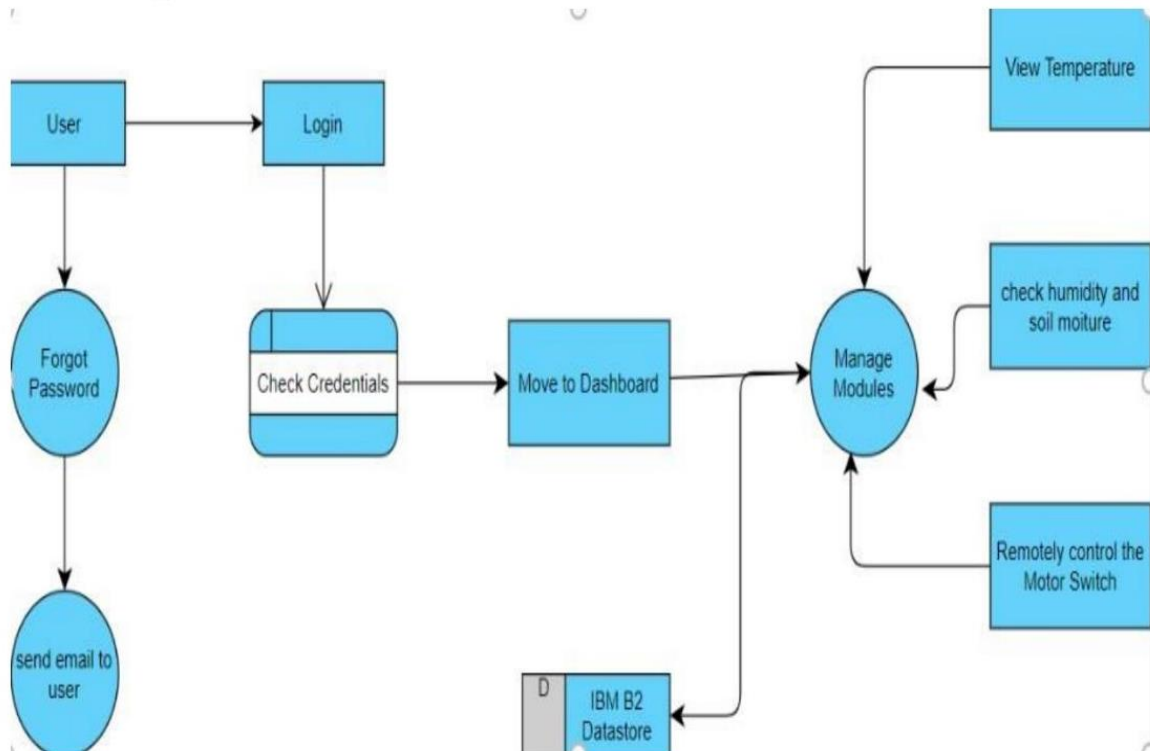 View Temperature
User
Login
check humidity and
soil moiture
Forgot
Password
Check Credentials
Move to Dashboard
Manage
Modules
Remotely control the
Motor Switch
send email to
user
D
IBM B2
Datastore